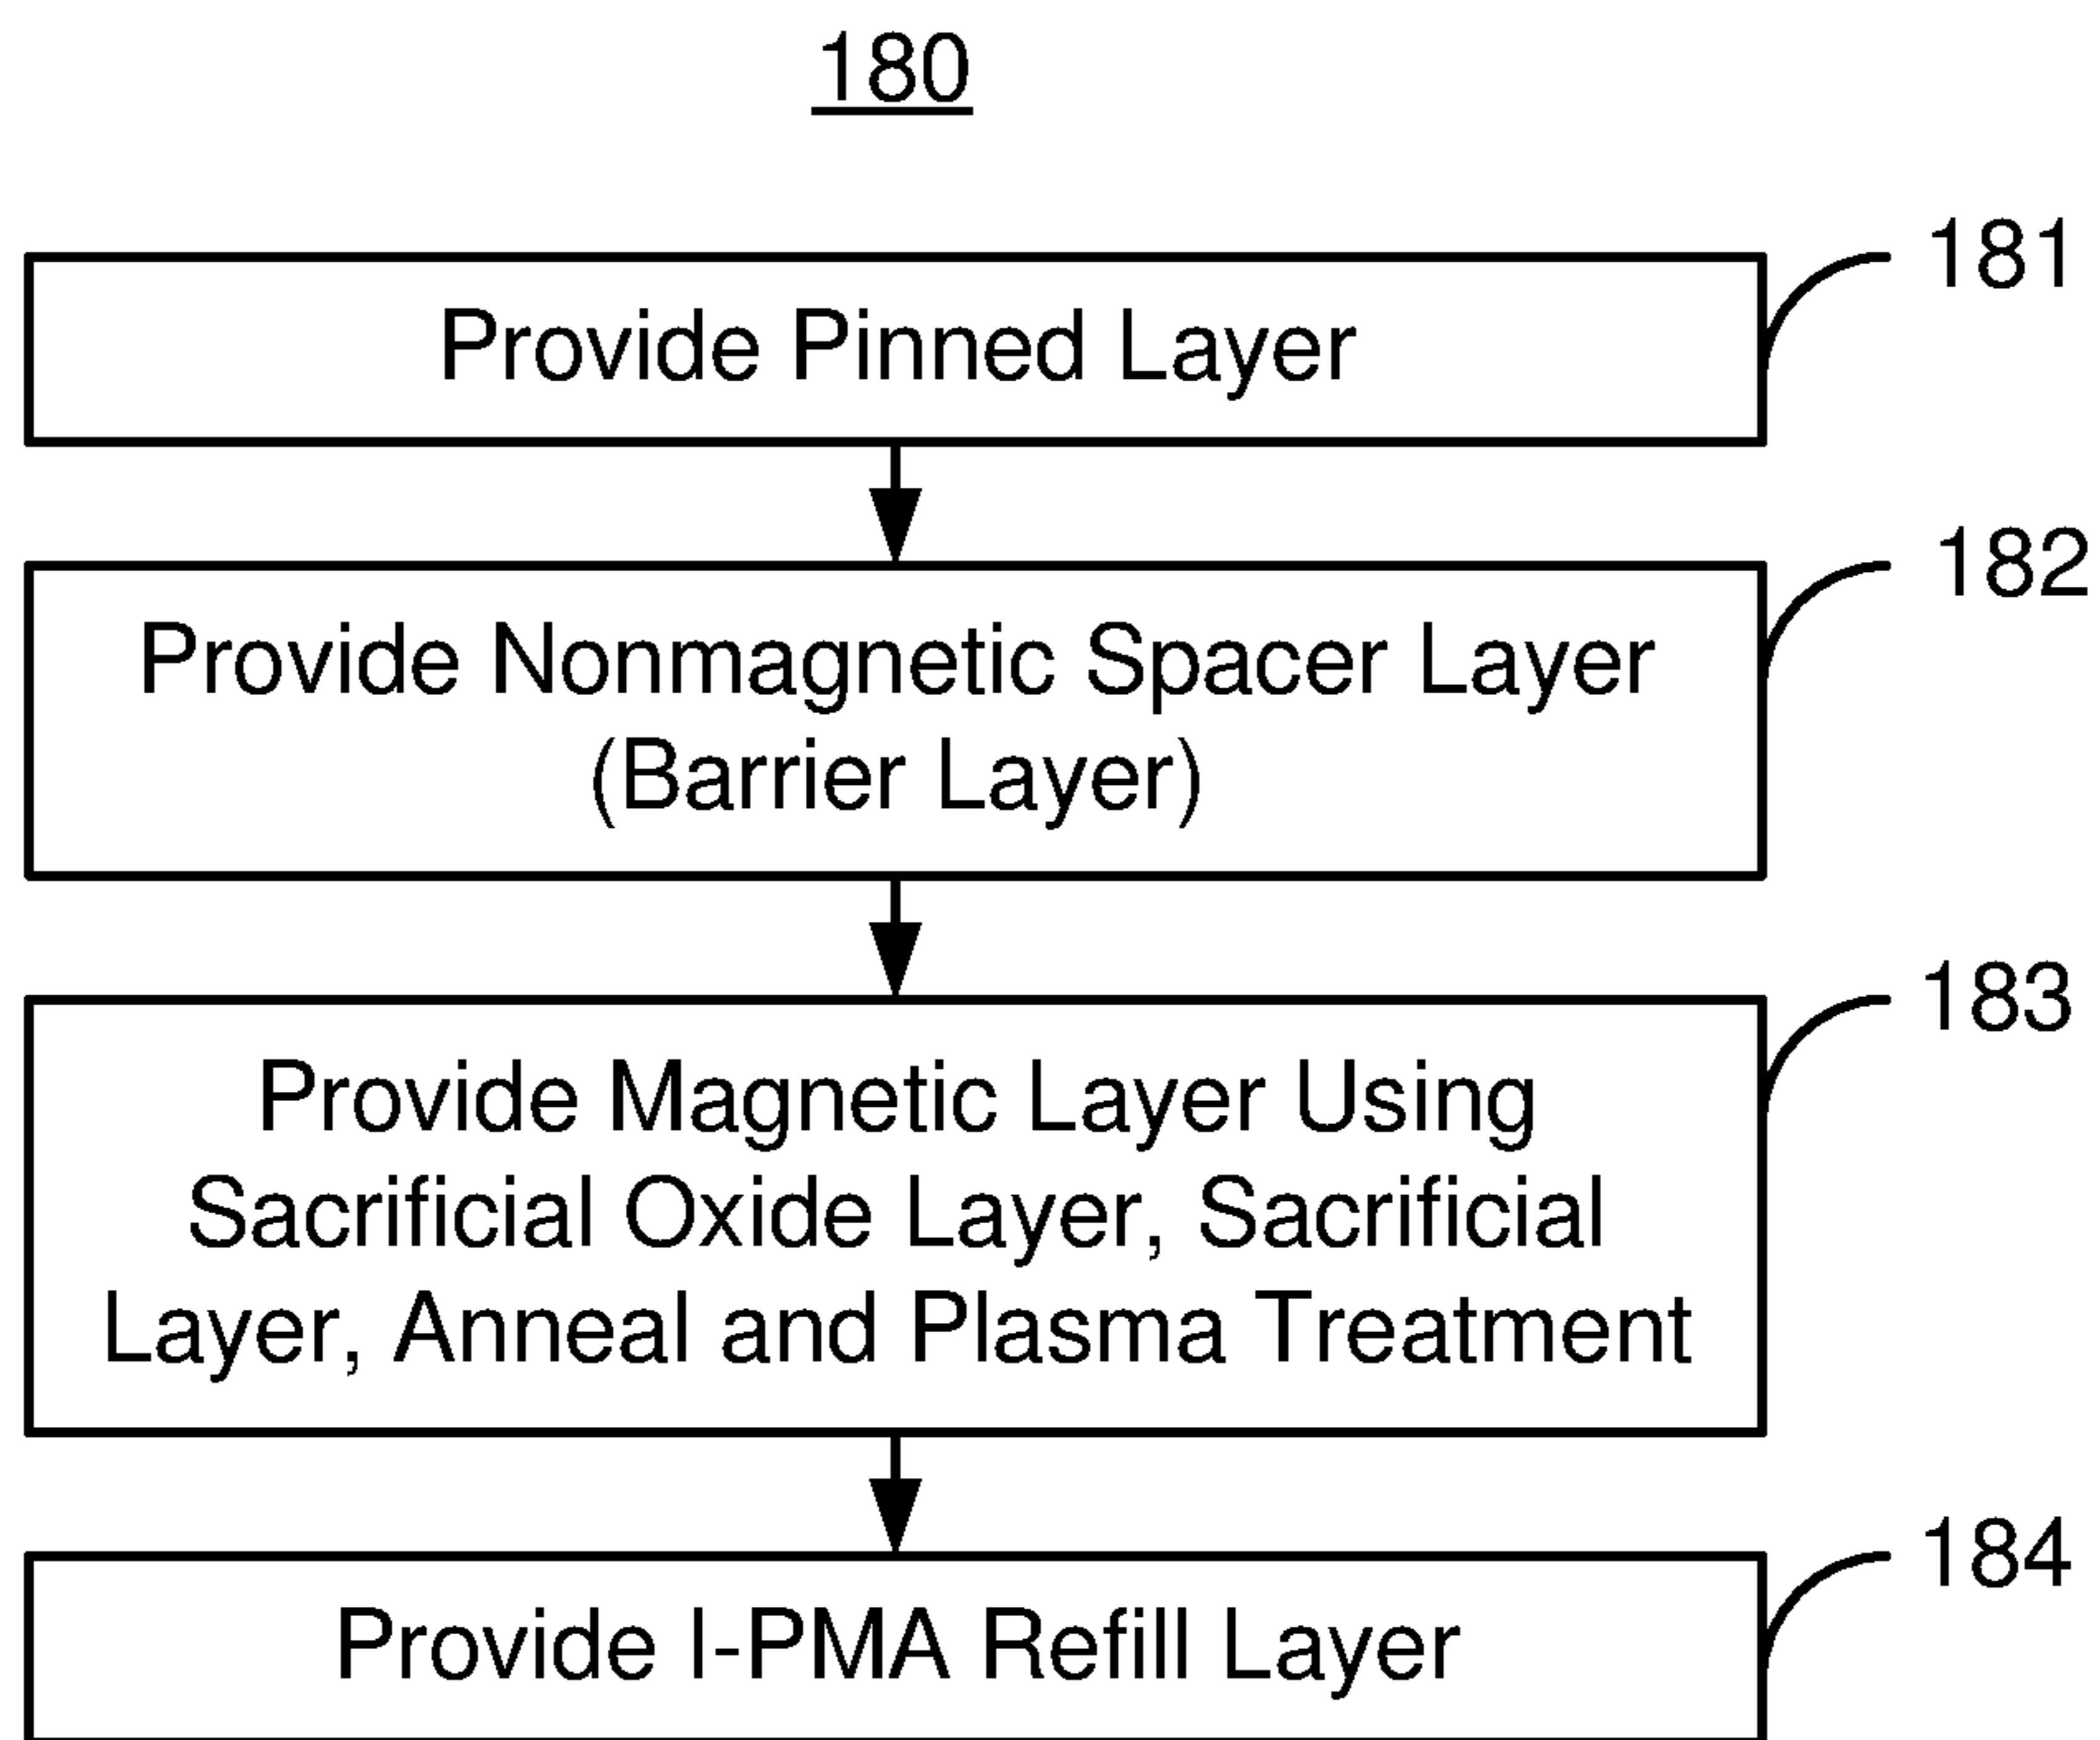 180
181
Provide Pinned Layer
182
Provide Nonmagnetic Spacer Layer
(Barrier Layer)
183
Provide Magnetic Layer Using
Sacrificial Oxide Layer, Sacrificial
Layer, Anneal and Plasma Treatment
184
Provide I-PMA Refill Layer